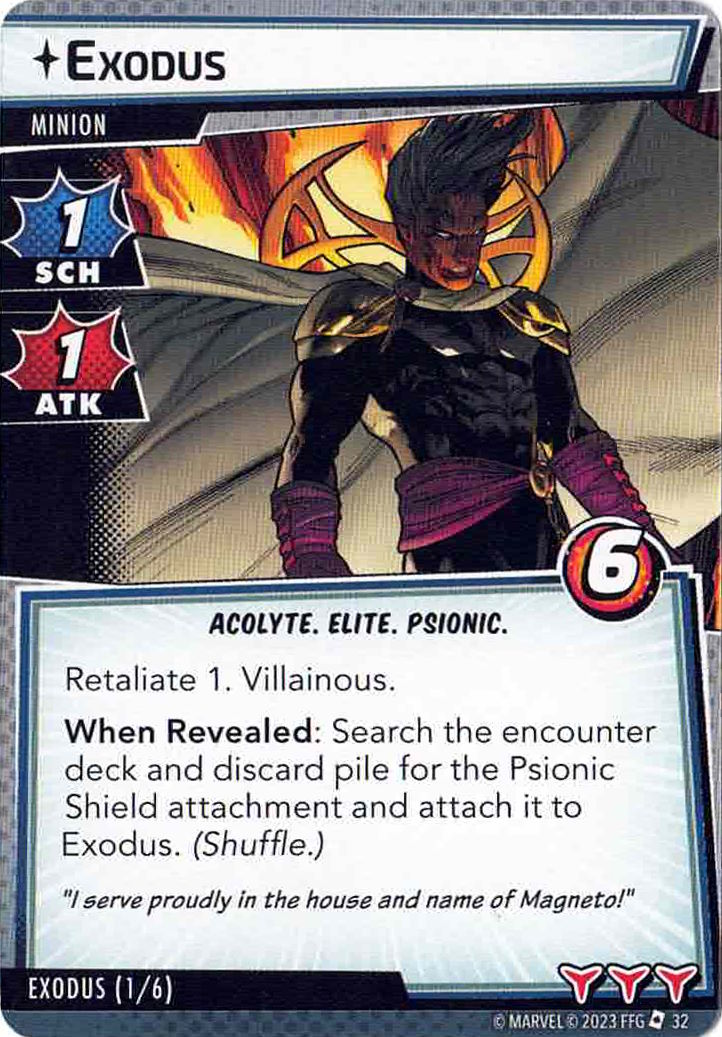 Exodus
MINION
1
SCH
1
ATK
6
ACOLYTE. ELITE. PSIONIC.
Retaliate 1. Villainous.
When Revealed: Search the encounter
deck and discard pile for the Psionic
Shield attachment and attach it to
Exodus. (Shuffle.)
"I serve proudly in the house and name of Magneto!"
EXODUS (1/6)
© MARVEL © 2023 FFG 32